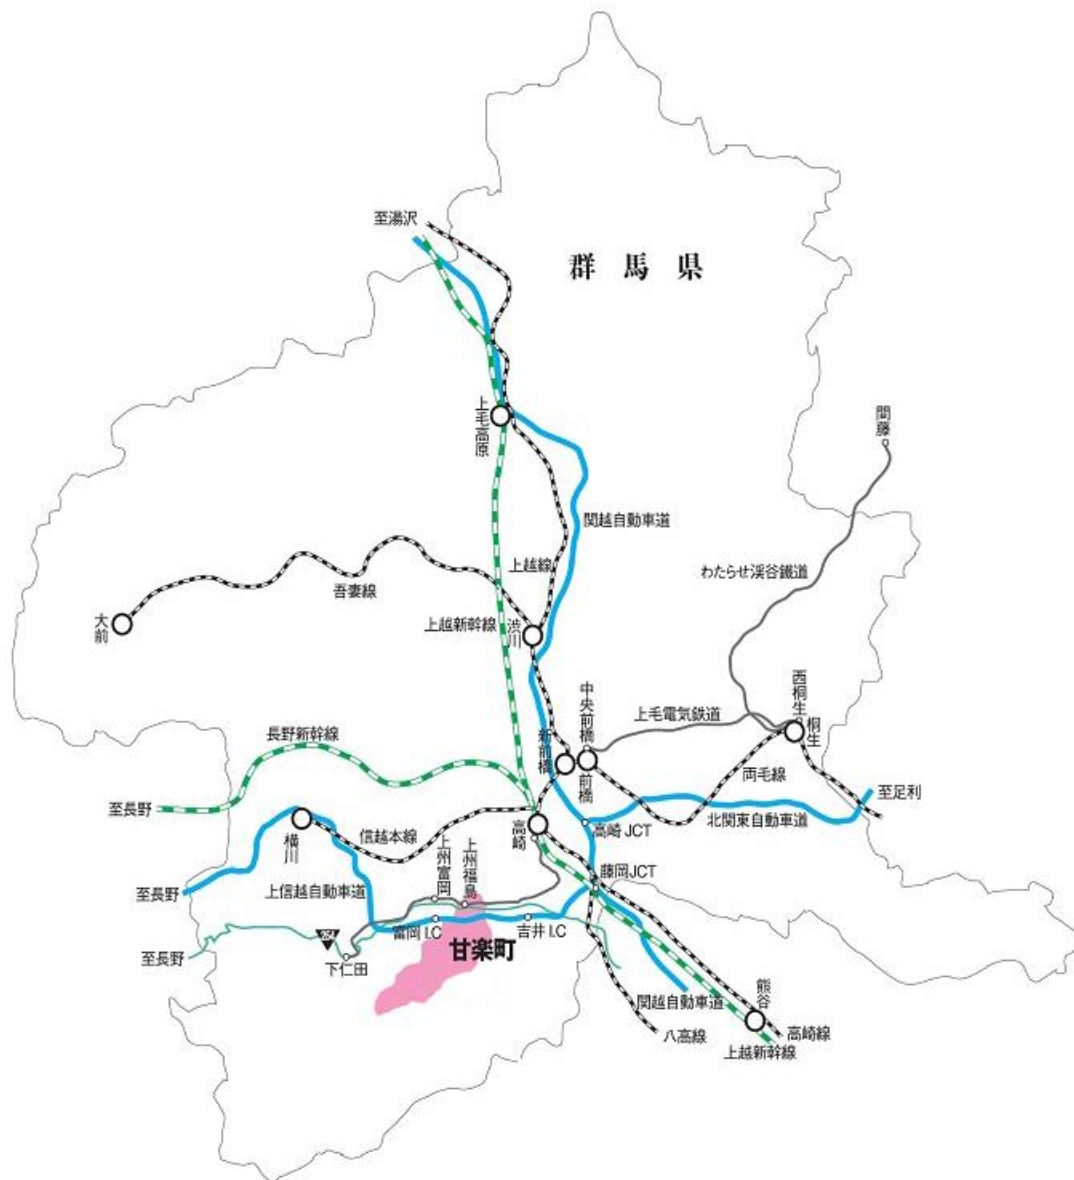 至湯沢
群馬県
上毛高原
間藤
関越自動車道
上越線
わたらせ渓谷鐵道
吾妻線
大前
上越新幹線
渋川
中央前橋
西桐生
桐生
上毛電気鉄道
新前橋
前橋
長野新幹線
両毛線
至足利
至長野
北関東自動車道
高崎
高崎JCT
横川
信越本線
上州富岡
上州福島
藤岡JCT
上信越自動車道
至長野
富岡I.C
吉井I.C
254
甘楽町
至長野
下仁田
熊谷
関越自動車道
高崎線
八高線
上越新幹線